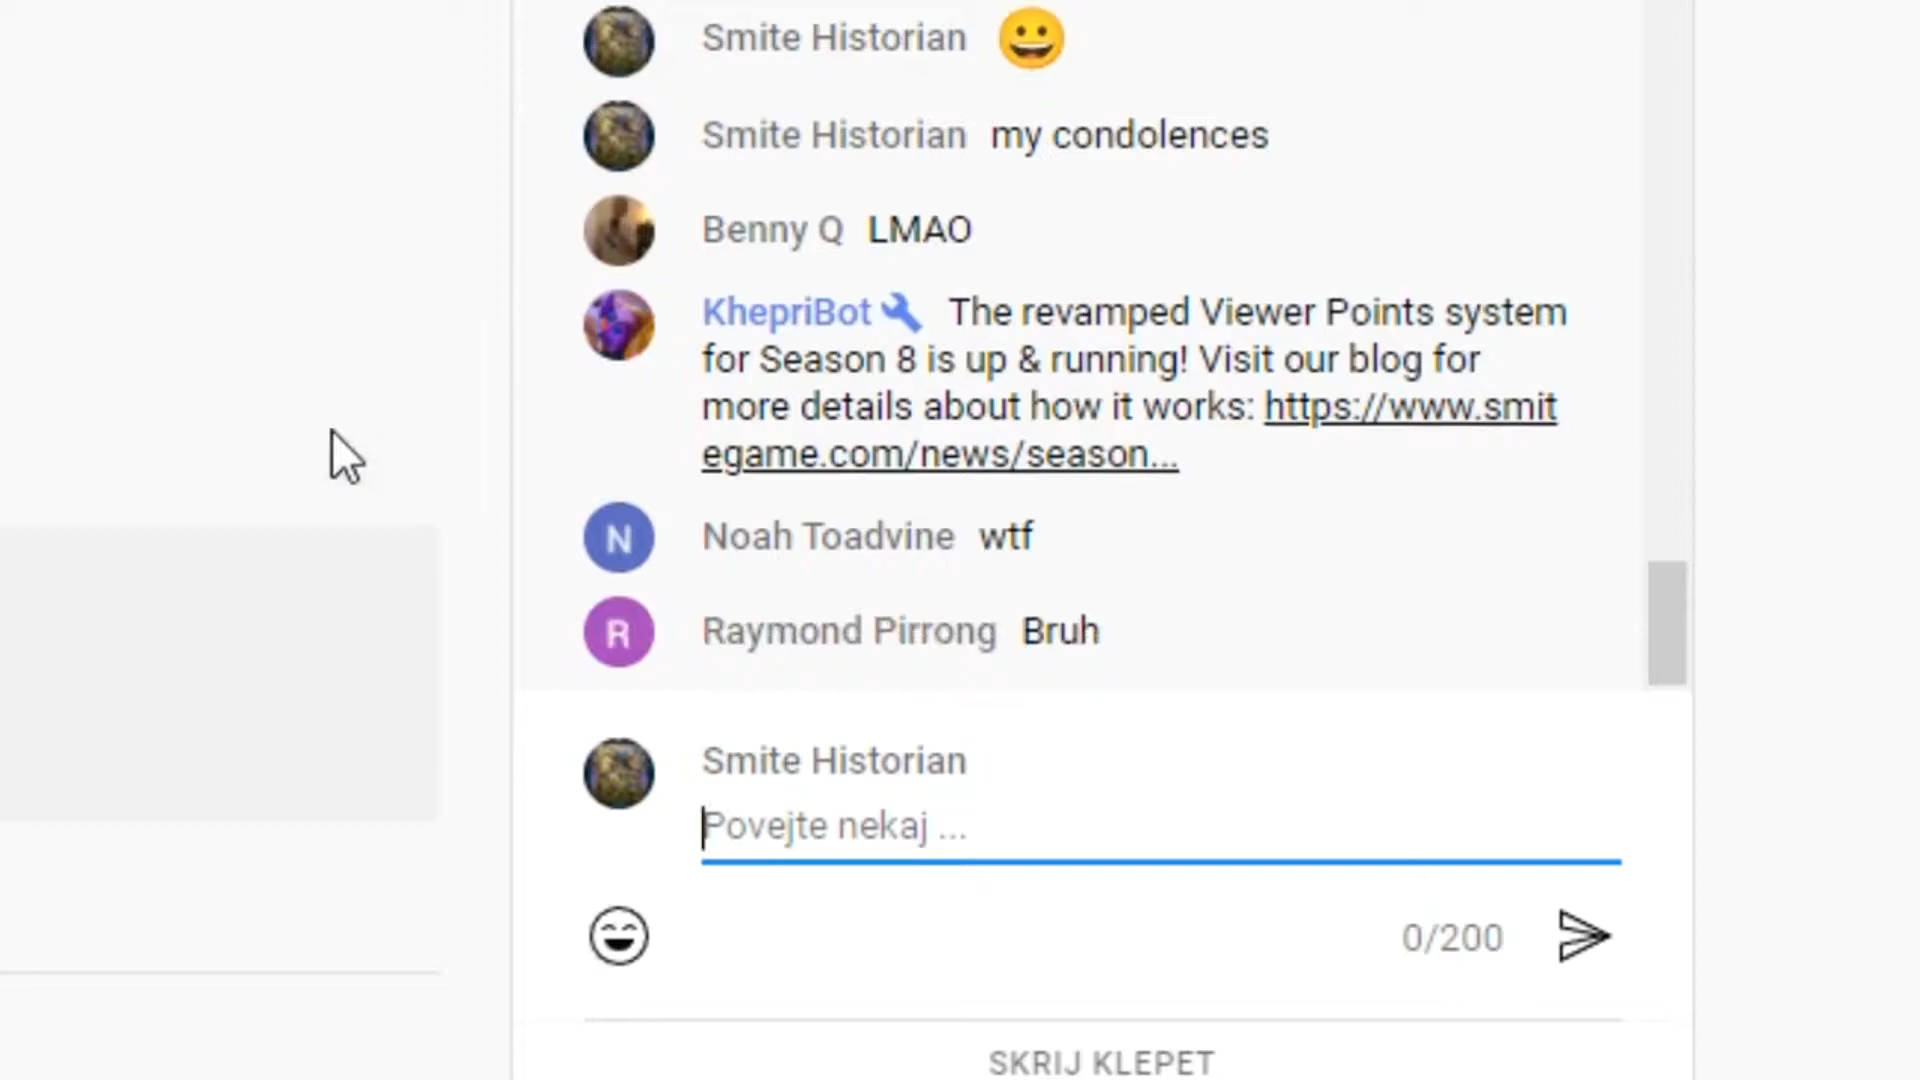 Smite Historian 😀
Smite Historian my condolences
Benny Q LMAO
KhepriBot The revamped Viewer Points system
for Season 8 is up & running! Visit our blog for
more details about how it works: https://www.smit
egame.com/news/season...
N Noah Toadvine wtf
R Raymond Pirrong Bruh
Smite Historian
Povejte nekaj ...
0/200
SKRIJ KLEPET